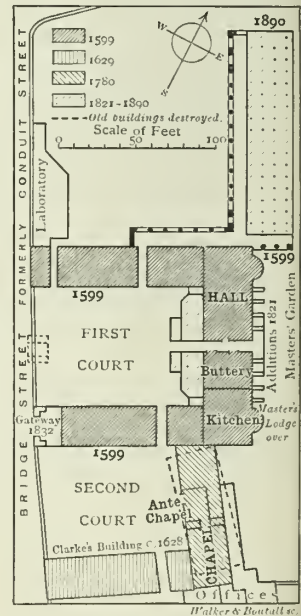 1890
1599
1629
1780
1821-1890
Old buildings destroyed.
Scale of Feet
0 50 100
W
E
S
BRIDGE STREET FORMERLY CONDUIT STREET
Laboratory
1599
1599
HALL
FIRST
COURT
Buttery
Additions 1821
Masters' Garden
Gateway
1832
Kitchen
Master's
Lodge
over
1599
SECOND
COURT
Ante
Chapel
CHAPEL
Clarke's Building c. 1628
Offices
Walker & Boutall sc.